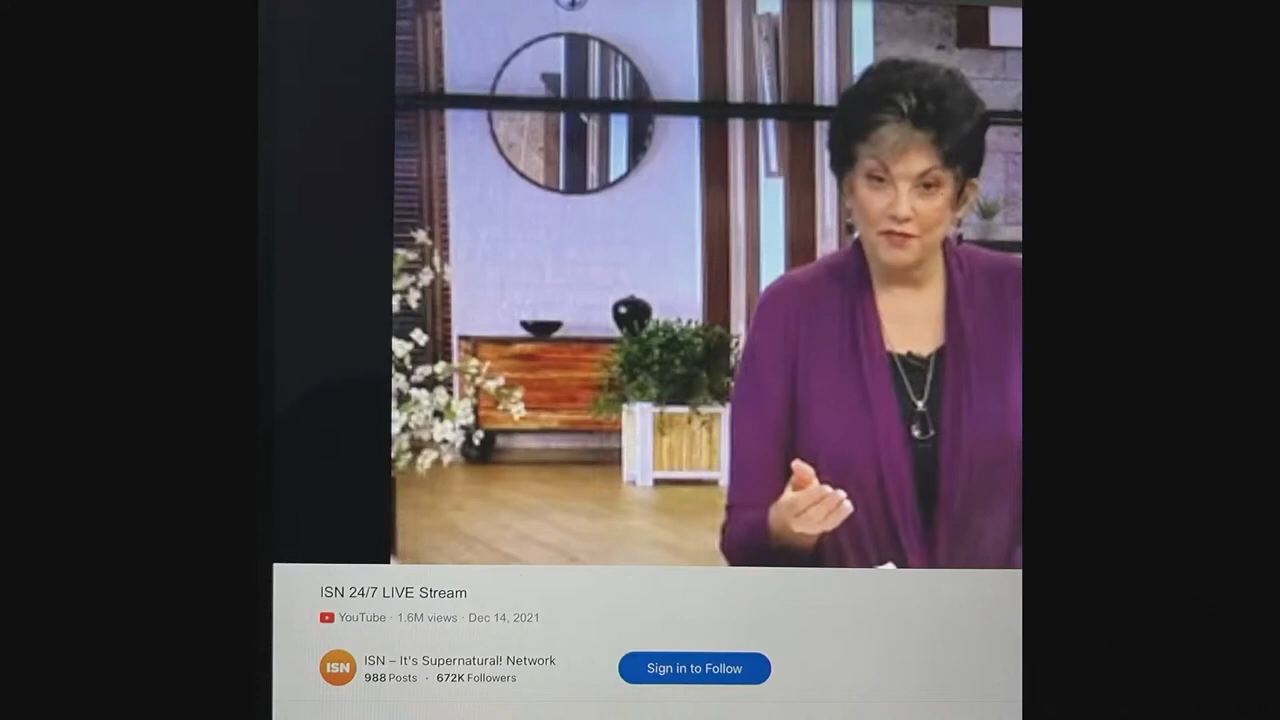 ISN 24/7 LIVE Stream
YouTube · 1.6M views · Dec 14, 2021
ISN
ISN – It's Supernatural! Network
988 Posts · 672K Followers
Sign in to Follow